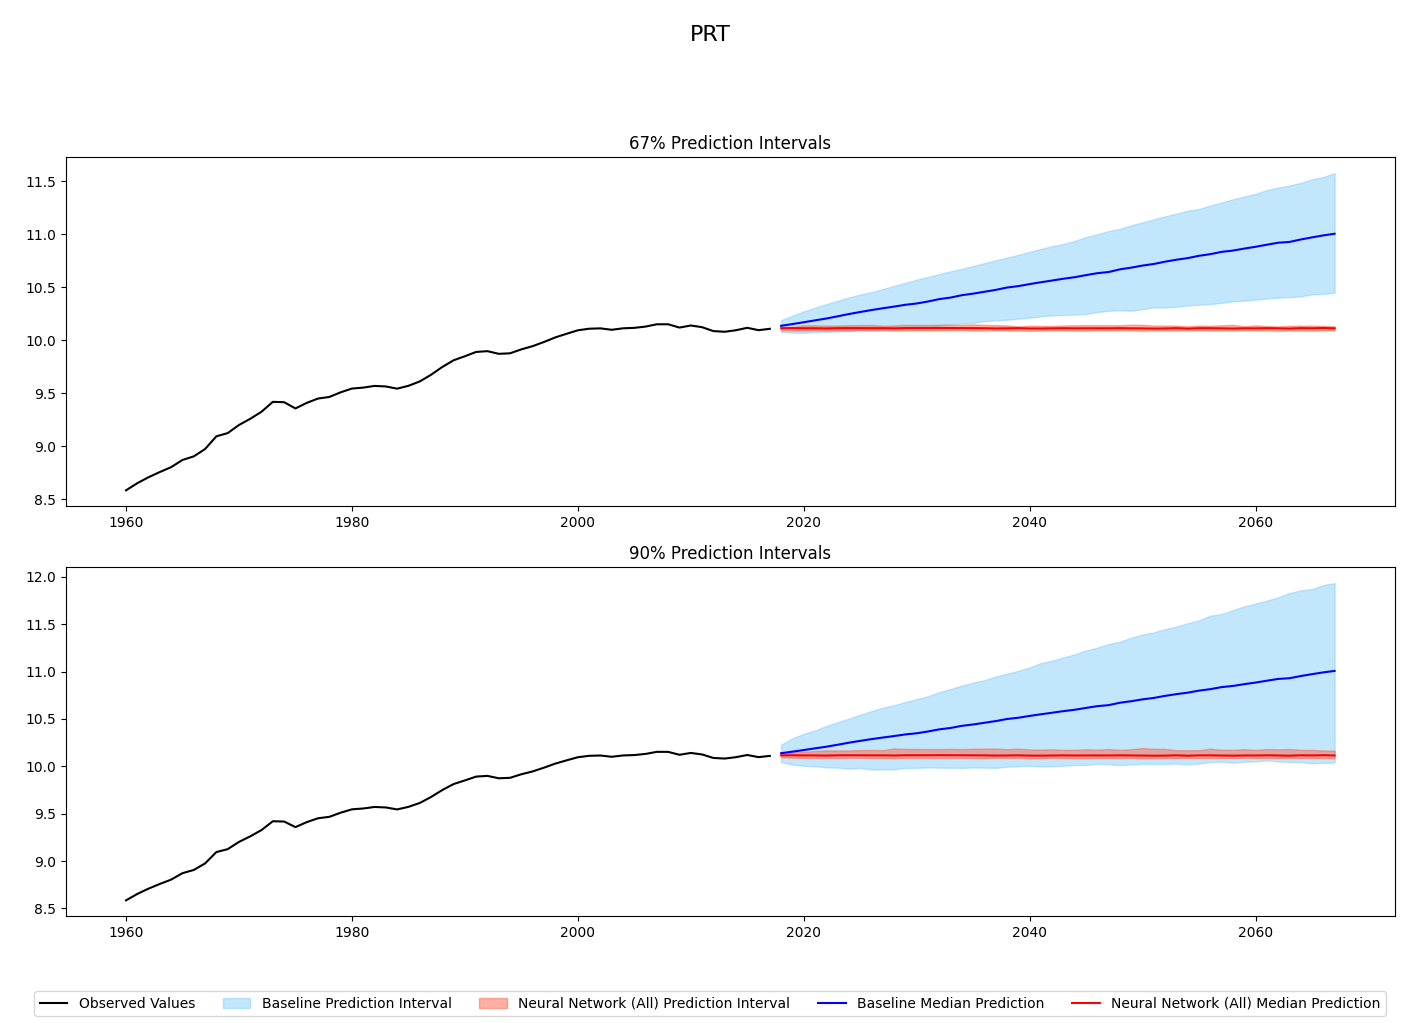 PRT
67% Prediction Intervals
11.5
11.0
10.5
10.0
9.5
9.0
8.5
1960 1980 2000 2020 2040 2060
90% Prediction Intervals
12.0
11.5
11.0
10.5
10.0
9.5
9.0
8.5
1960 1980 2000 2020 2040 2060
Observed Values Baseline Prediction Interval Neural Network (All) Prediction Interval Baseline Median Prediction Neural Network (All) Median Prediction